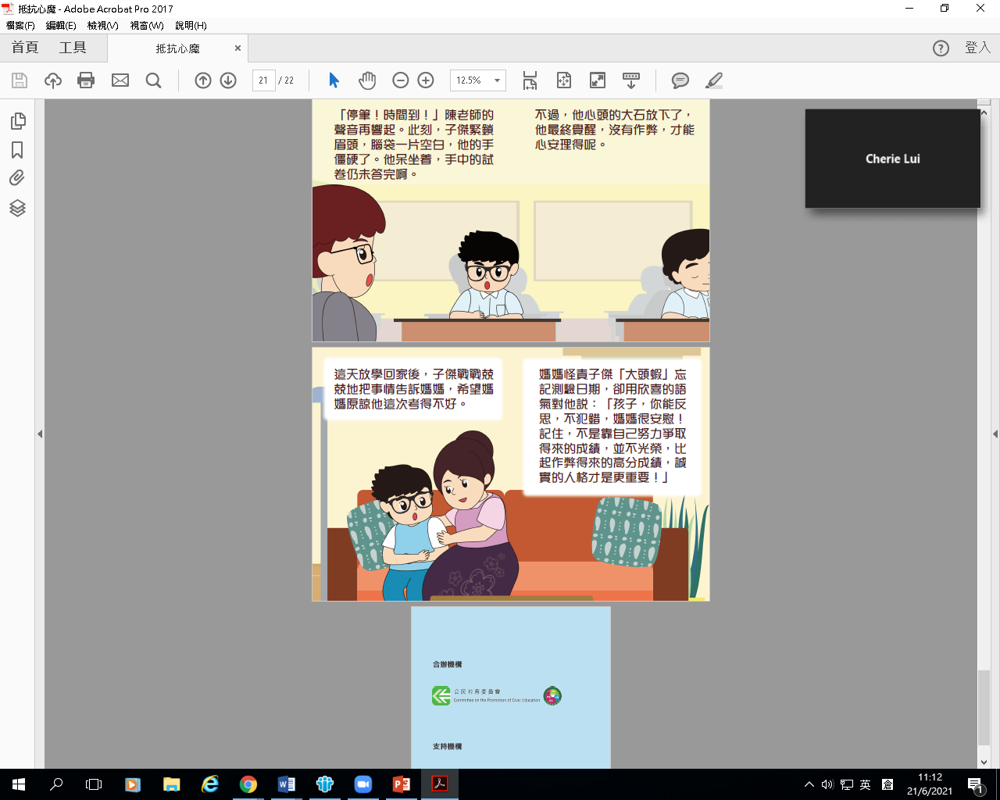 抵抗心魔 - Adobe Acrobat Pro 2017
檔案(F) 編輯(E) 檢視(V) 視窗(W) 說明(H)
首頁 工具 抵抗心魔 × ? 登入
21 / 22 12.5%
「停筆！時間到！」陳老師的
聲音再響起。此刻，子傑緊鎖
眉頭，腦袋一片空白，他的手
僵硬了。他呆坐着，手中的試
卷仍未答完啊。
不過，他心頭的大石放下了，
他最終覺醒，沒有作弊，才能
心安理得呢。
Cherie Lui
這天放學回家後，子傑戰戰兢
兢地把事情告訴媽媽，希望媽
媽原諒他這次考得不好。
媽媽怪責子傑「大頭蝦」忘
記測驗日期，卻用欣喜的語
氣對他說：「孩子，你能反
思，不犯錯，媽媽很安慰！
記住，不是靠自己努力爭取
得來的成績，並不光榮，比
起作弊得來的高分成績，誠
實的人格才是更重要！」
合辦機構
公民教育委員會
Committee on the Promotion of Civic Education
支持機構
英 倉
11:12
21/6/2021
1